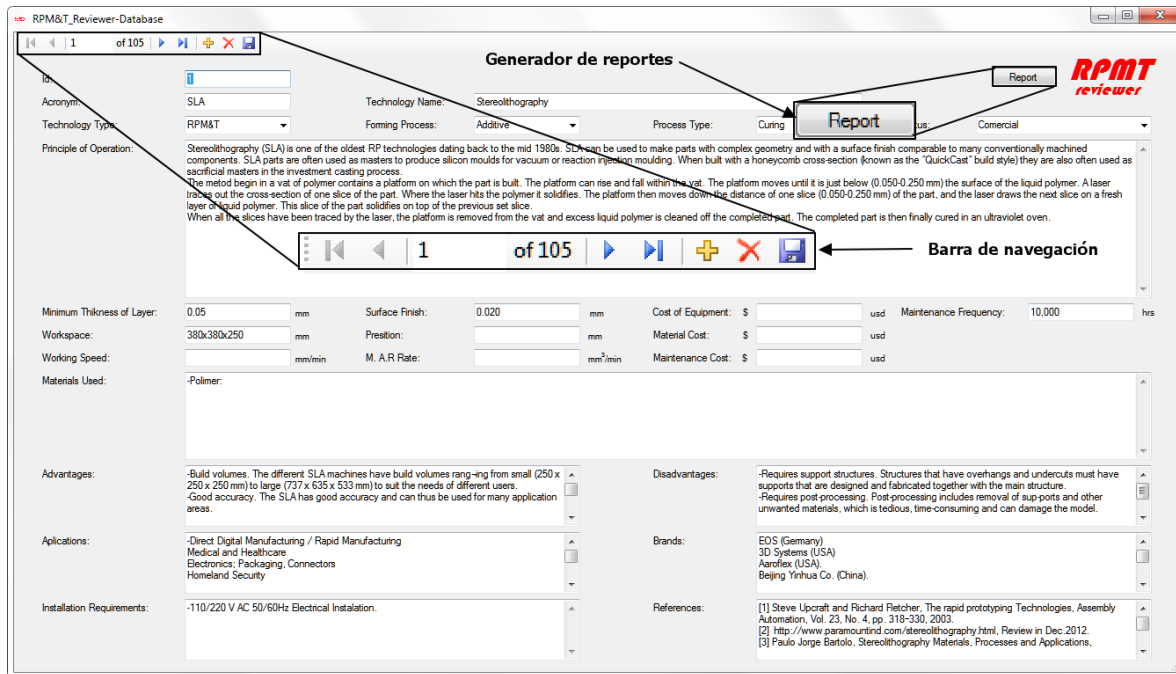 RPM&T_Reviewer-Database
1 of 105
Generador de reportes
Id:
1
Report
RPMT
reviewer
Acronym:
SLA
Technology Name:
Stereolithography
Technology Type:
RPM&T
Forming Process:
Additive
Process Type:
Curing
Report
Comercial
Principle of Operation:
Stereolithography (SLA) is one of the oldest RP technologies dating back to the mid 1980s. SLA can be used to make parts with complex geometry and with a surface finish comparable to many conventionally machined
components. SLA parts are often used as masters to produce silicon moulds for vacuum or reaction injection moulding. When built with a honeycomb cross-section (known as the "QuickCast" build style) they are also often used as
sacrificial masters in the investment casting process.
The metod begin in a vat of polymer contains a platform on which the part is built. The platform can rise and fall within the vat. The platform moves until it is just below (0.050-0.250 mm) the surface of the liquid polymer. A laser
traces out the cross-section of one slice of the part. Where the laser hits the polymer it solidifies. The platform then moves down the distance of one slice (0.050-0.250 mm) of the part, and the laser draws the next slice on a fresh
layer of liquid polymer. This slice of the part solidifies on top of the previous set slice.
When all the slices have been traced by the laser, the platform is removed from the vat and excess liquid polymer is cleaned off the completed part. The completed part is then finally cured in an ultraviolet oven.
1 of 105
Barra de navegación
Minimum Thikness of Layer:
0.05
mm
Surface Finish:
0.020
mm
Cost of Equipment: $
usd
Maintenance Frequency:
10,000
hrs
Workspace:
380x380x250
mm
Presition:
mm
Material Cost: $
usd
Working Speed:
mm/min
M. A.R Rate:
mm³/min
Maintenance Cost: $
usd
Materials Used:
-Polimer:
Advantages:
-Build volumes. The different SLA machines have build volumes rang-ing from small (250 x
250 x 250 mm) to large (737 x 635 x 533 mm) to suit the needs of different users.
-Good accuracy. The SLA has good accuracy and can thus be used for many application
areas.
Disadvantages:
-Requires support structures. Structures that have overhangs and undercuts must have
supports that are designed and fabricated together with the main structure.
-Requires post-processing. Post-processing includes removal of sup-ports and other
unwanted materials, which is tedious, time-consuming and can damage the model.
Aplications:
-Direct Digital Manufacturing / Rapid Manufacturing
Medical and Healthcare
Electronics; Packaging, Connectors
Homeland Security
Brands:
EOS (Germany)
3D Systems (USA)
Aaroflex (USA).
Beijing Yinhua Co. (China).
Installation Requirements:
-110/220 V AC 50/60Hz Electrical Instalation.
References:
[1] Steve Upcraft and Richard Fletcher, The rapid prototyping Technologies, Assembly
Automation, Vol. 23, No. 4, pp. 318-330, 2003.
[2] http://www.paramountind.com/stereolithography.html, Review in Dec.2012.
[3] Paulo Jorge Bartolo, Stereolithography Materials, Processes and Applications,